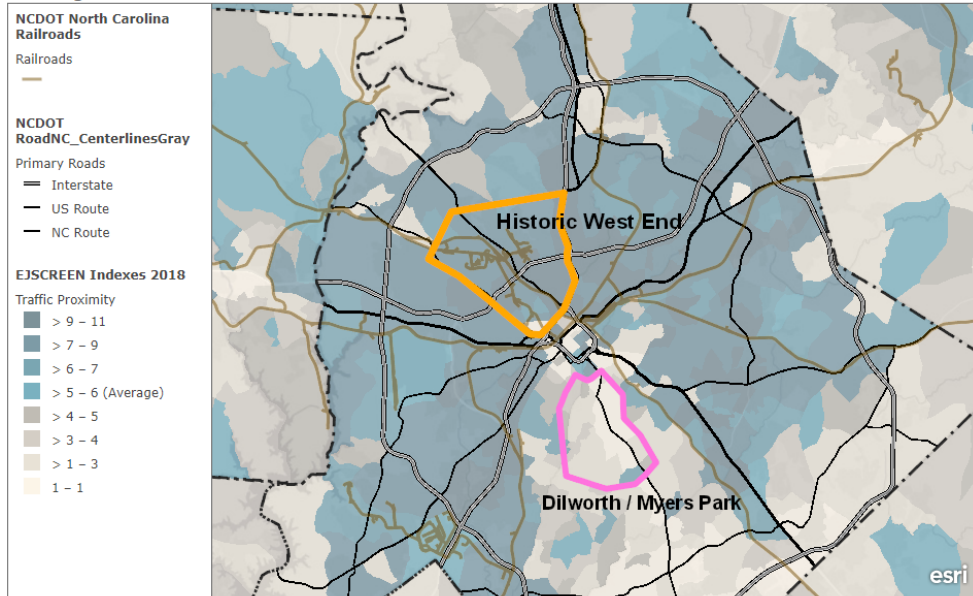 NCDOT North Carolina
Railroads
Railroads
NCDOT
RoadNC_CenterlinesGray
Primary Roads
Interstate
US Route
NC Route
EJSCREEN Indexes 2018
Traffic Proximity
> 9 – 11
> 7 – 9
> 6 – 7
> 5 – 6 (Average)
> 4 – 5
> 3 – 4
> 1 – 3
1 – 1
Historic West End
Dilworth / Myers Park
esri